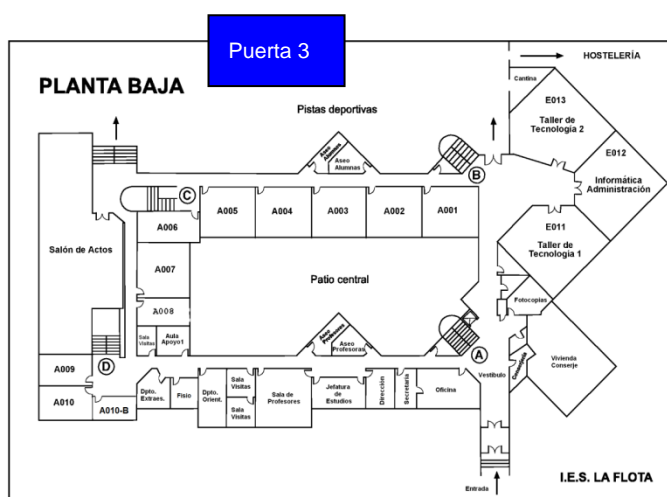 Puerta 3
HOSTELERÍA
PLANTA BAJA
Cantina
Pistas deportivas
E013
Taller de
Tecnología 2
Aseo
Alumnos
Aseo
Alumnas
B
E012
Informática
Administración
C
A005
A004
A003
A002
A001
A006
E011
Taller de
Tecnología 1
Salón de Actos
A007
Patio central
A008
Fotocopias
Sala
Visitas
Aula
Apoyo1
Aseo
Profesores
Aseo
Profesoras
A
A009
D
Vivienda
Conserje
Conserjería
Vestíbulo
A010
A010-B
Dpto.
Extraes.
Fisio
Dpto.
Orient.
Sala
Visitas
Sala
Visitas
Sala de
Profesores
Jefatura
de
Estudios
Dirección
Secretaría
Oficina
Entrada
I.E.S. LA FLOTA